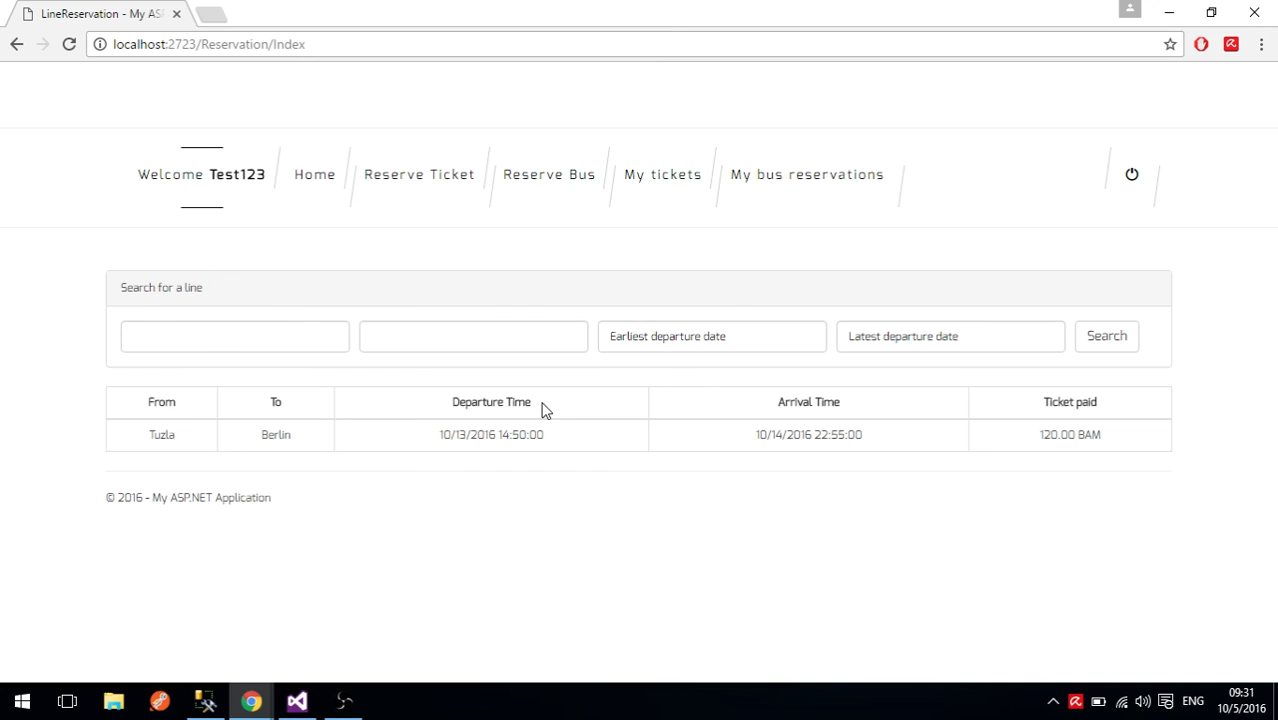 LineReservation - My AS
localhost:2723/Reservation/Index
Welcome Test123 Home Reserve Ticket Reserve Bus My tickets My bus reservations
Search for a line
Earliest departure date Latest departure date Search
From To Departure Time Arrival Time Ticket paid
Tuzla Berlin 10/13/2016 14:50:00 10/14/2016 22:55:00 120.00 BAM
© 2016 - My ASP.NET Application
ENG
09:31
10/5/2016